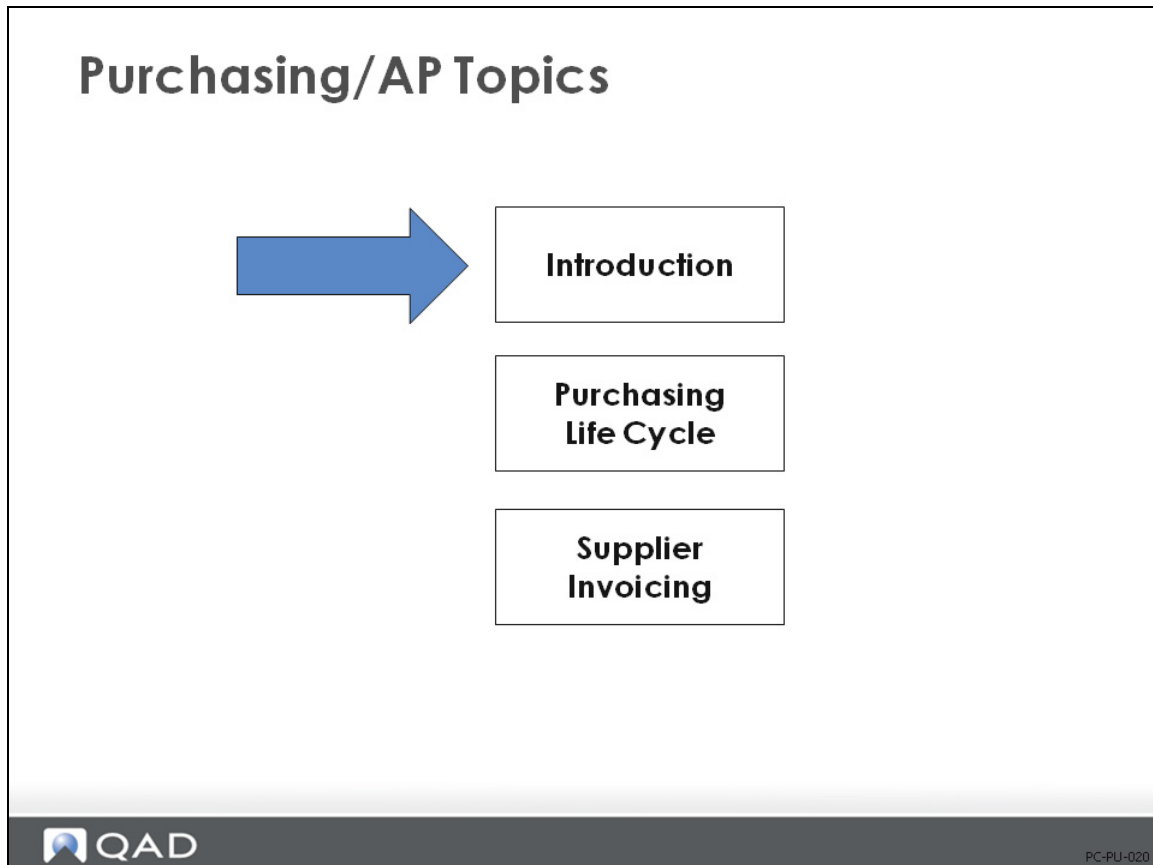 Purchasing/AP Topics
Introduction
Purchasing
Life Cycle
Supplier
Invoicing
QAD
PC-PU-020